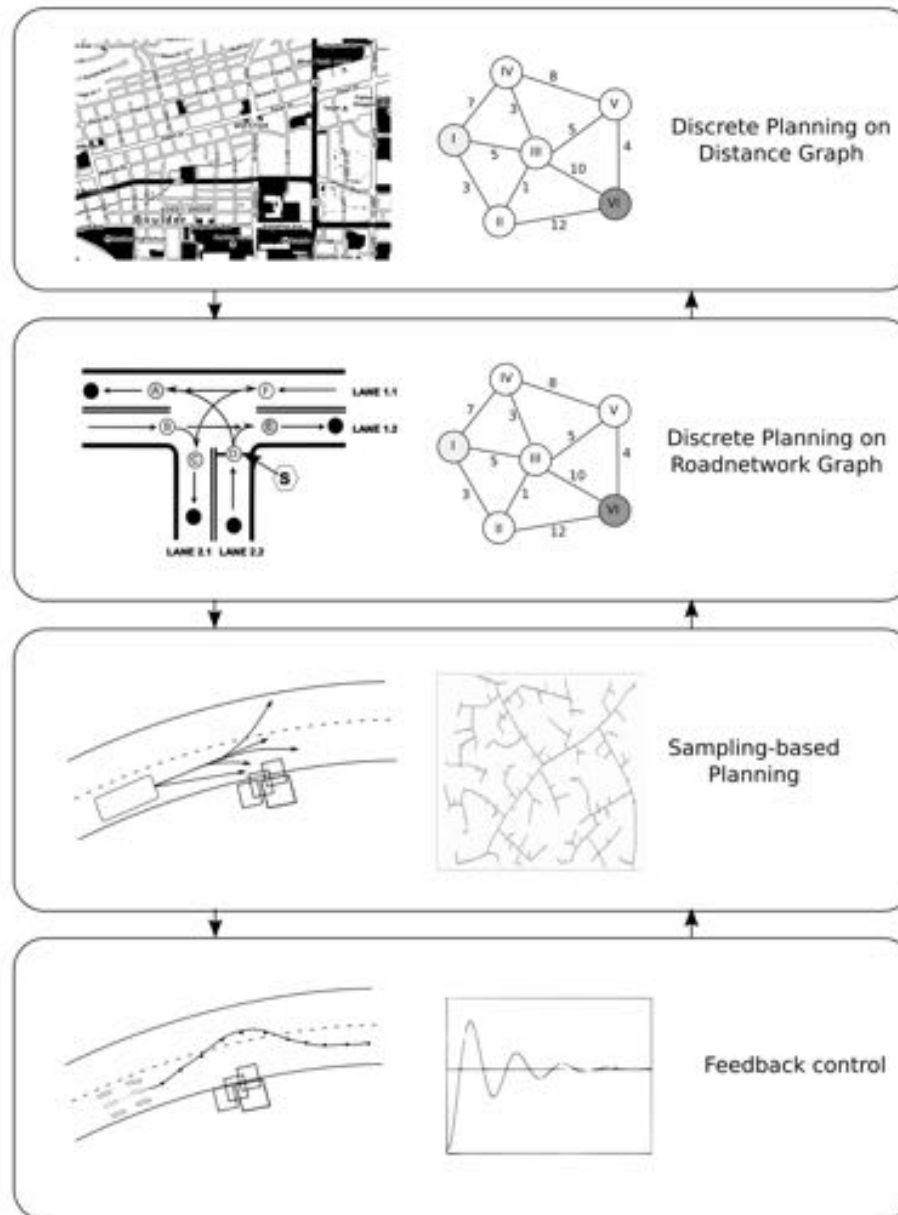 IV
8
V
7
3
5
I
III
4
5
10
3
1
VI
II
12
Discrete Planning on
Distance Graph
Boulder
A
F
LANE 1.1
B
E
LANE 1.2
C
D
S
LANE 2.1 LANE 2.2
IV
8
V
7
3
5
I
III
4
5
10
3
1
VI
II
12
Discrete Planning on
Roadnetwork Graph
Sampling-based
Planning
Feedback control